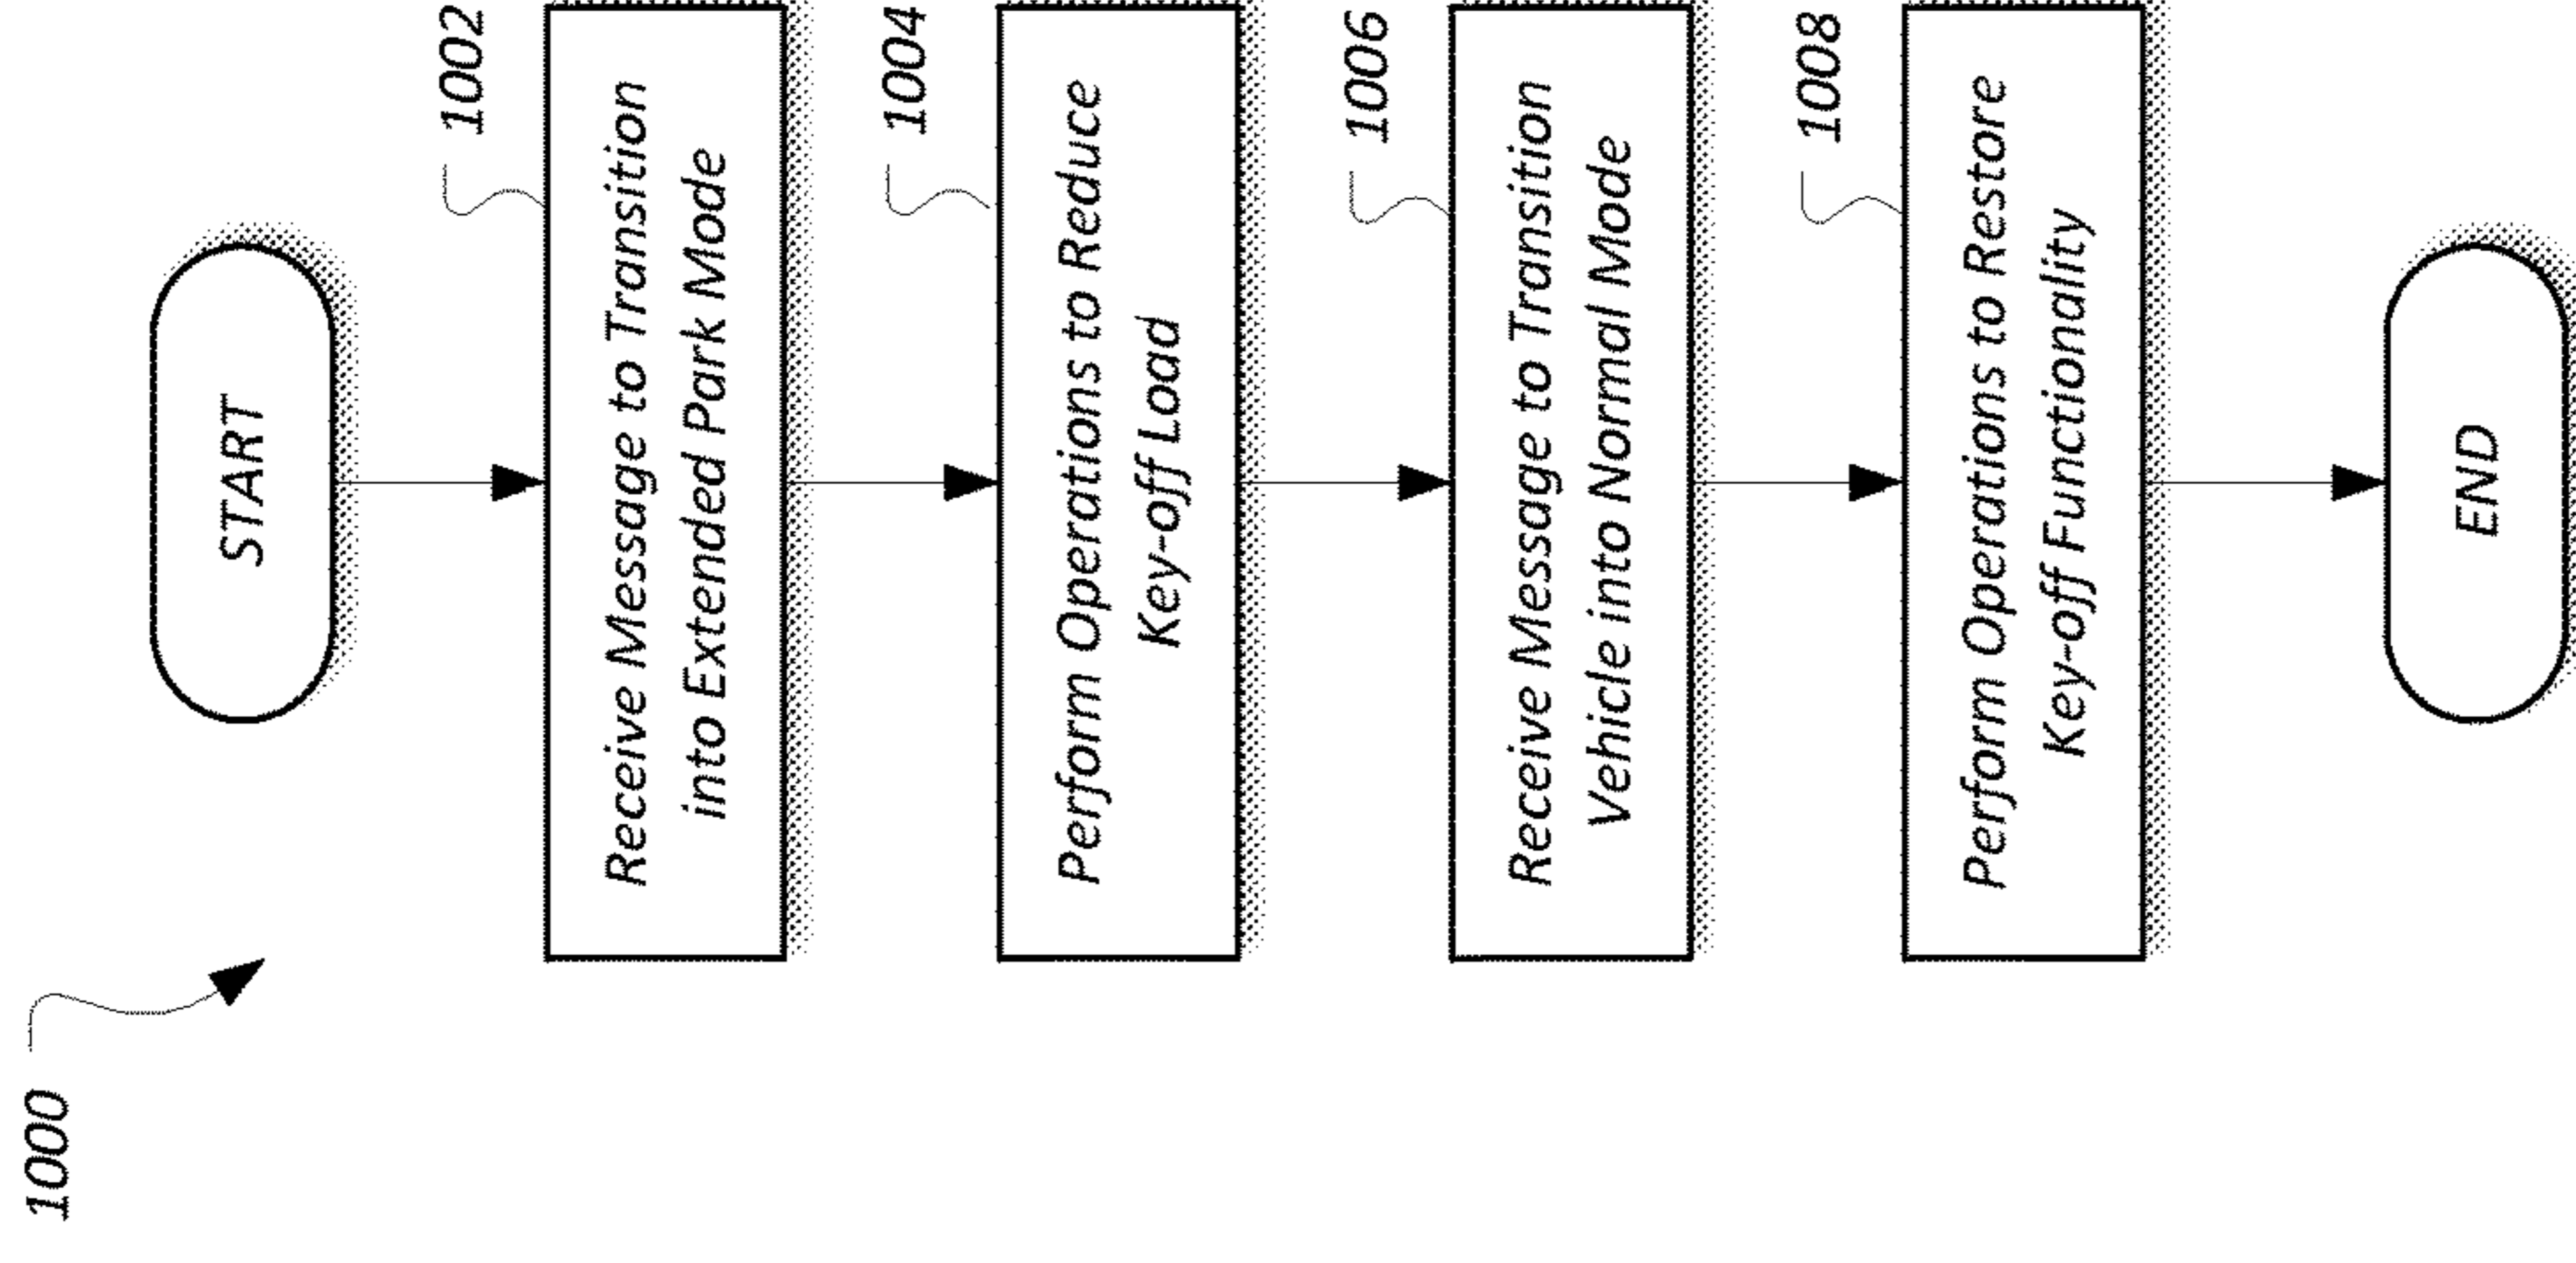 1000
START
1002
Receive Message to Transition
into Extended Park Mode
1004
Perform Operations to Reduce
Key-off Load
1006
Receive Message to Transition
Vehicle into Normal Mode
1008
Perform Operations to Restore
Key-off Functionality
END